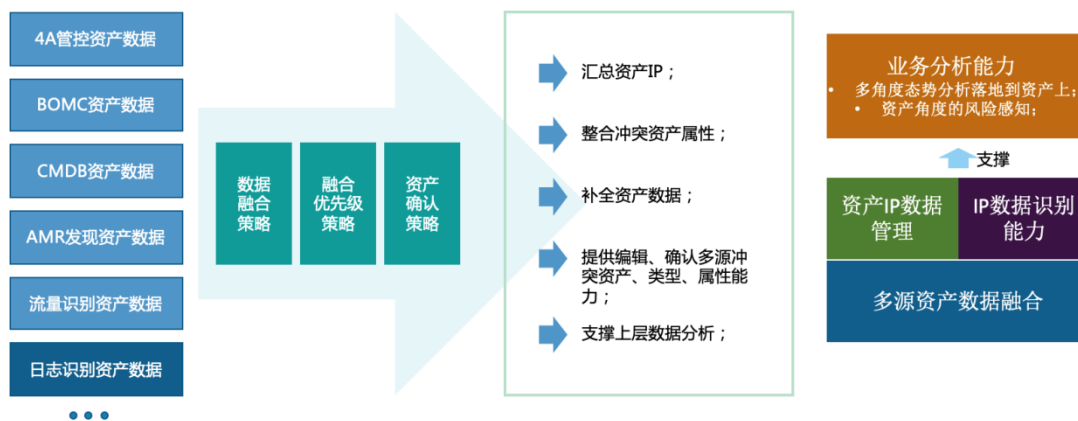 4A管控资产数据
BOMC资产数据
CMDB资产数据
AMR发现资产数据
流量识别资产数据
日志识别资产数据
数据
融合
策略
融合
优先级
策略
资产
确认
策略
汇总资产IP；
整合冲突资产属性；
补全资产数据；
提供编辑、确认多源冲
突资产、类型、属性能
力；
支撑上层数据分析；
业务分析能力
• 多角度态势分析落地到资产上;
• 资产角度的风险感知;
支撑
资产IP数据
管理
IP数据识别
能力
多源资产数据融合